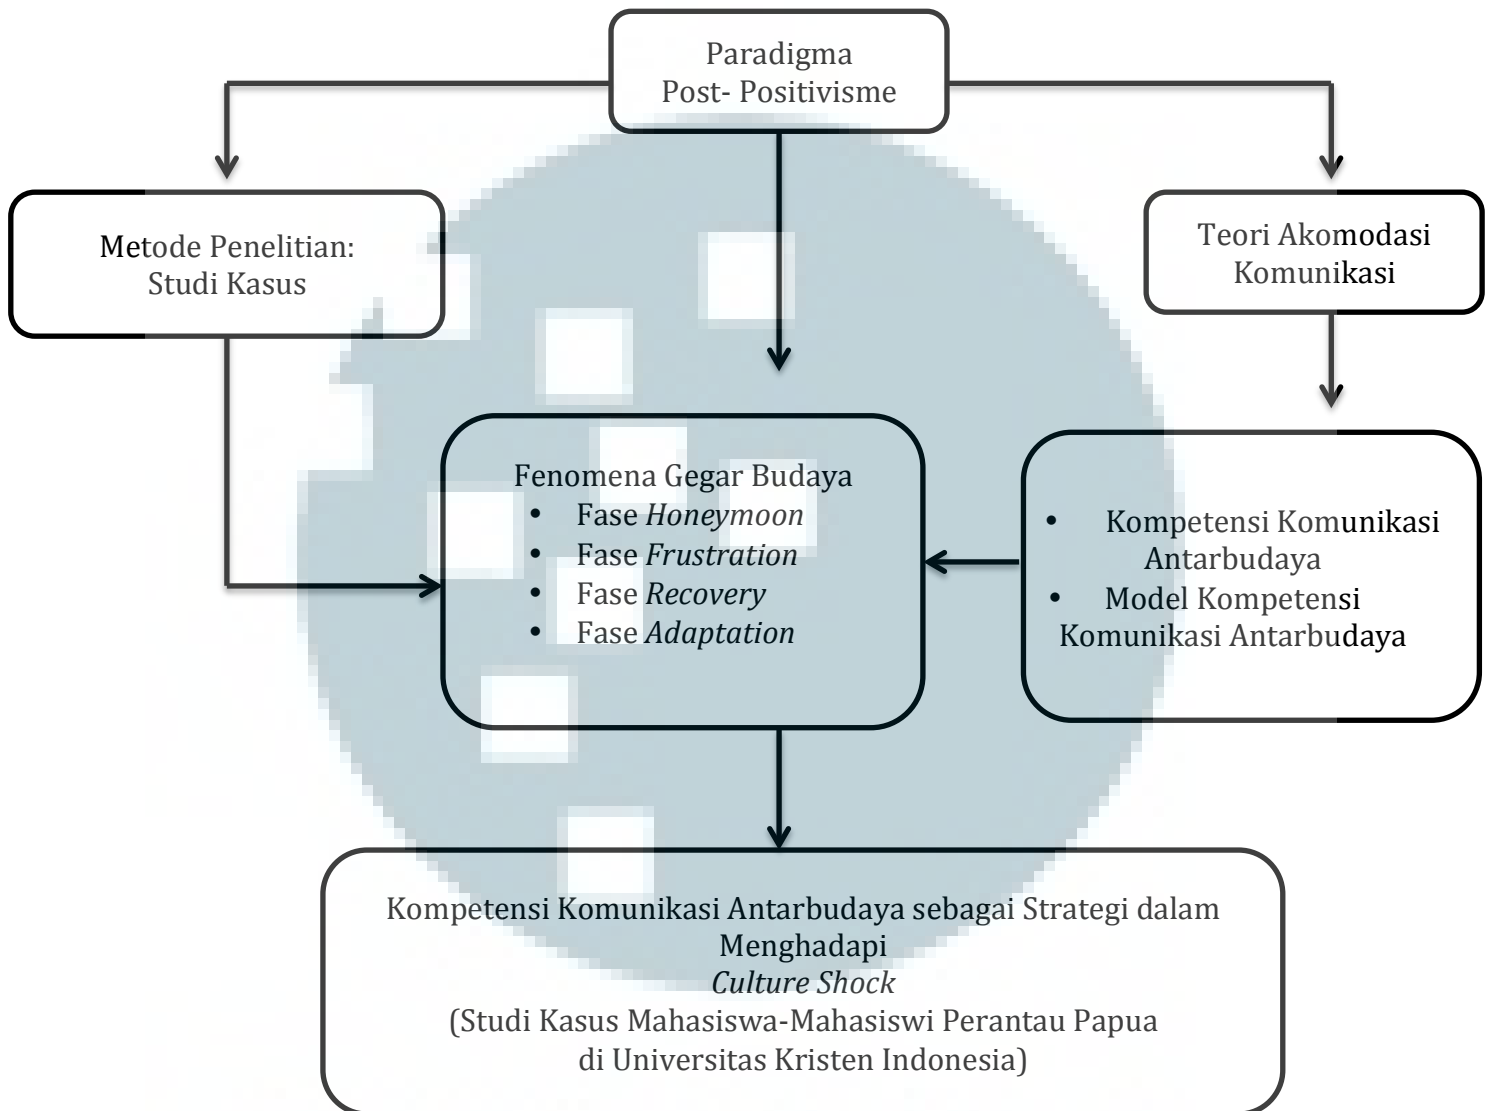 Paradigma
Post- Positivisme
Metode Penelitian:
Studi Kasus
Teori Akomodasi
Komunikasi
Fenomena Gegar Budaya
• Fase Honeymoon
• Fase Frustration
• Fase Recovery
• Fase Adaptation
• Kompetensi Komunikasi
Antarbudaya
• Model Kompetensi
Komunikasi Antarbudaya
Kompetensi Komunikasi Antarbudaya sebagai Strategi dalam
Menghadapi
Culture Shock
(Studi Kasus Mahasiswa-Mahasiswi Perantau Papua
di Universitas Kristen Indonesia)